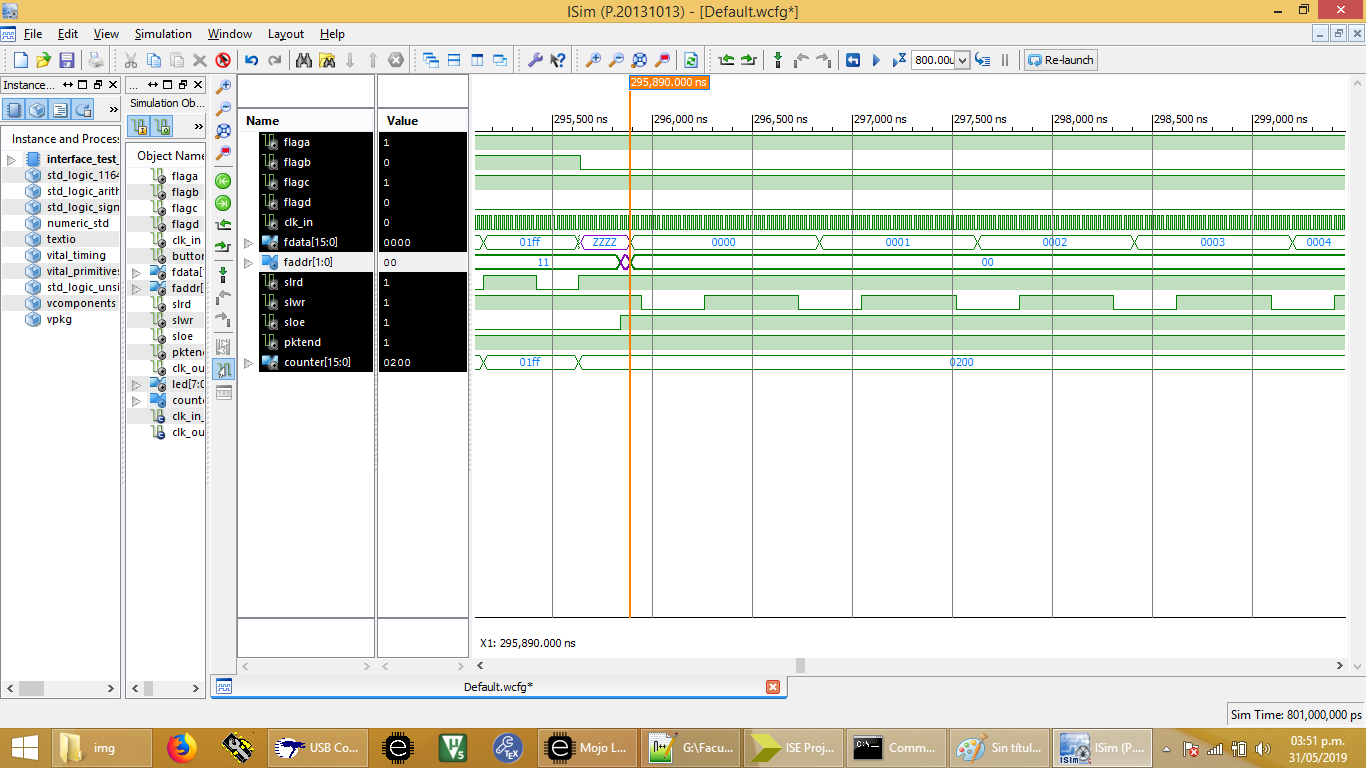 ISim (P.20131013) - [Default.wcfg*]
File Edit View Simulation Window Layout Help
800.00u Re-launch
Instance...
Instance and Process
interface_test_
std_logic_1164
std_logic_arith
std_logic_sign
numeric_std
textio
vital_timing
vital_primitives
std_logic_unsi
vcomponents
vpkg
...
Simulation Ob...
Object Name
flaga
flagb
flagc
flagd
clk_in
button
fdata[1
faddr[
slrd
slwr
sloe
pktend
clk_ou
led[7:0
counte
clk_in_
clk_ou
Name Value
flaga 1
flagb 0
flagc 1
flagd 0
clk_in 0
fdata[15:0] 0000
faddr[1:0] 00
slrd 1
slwr 1
sloe 1
pktend 1
counter[15:0] 0200
295,890.000 ns
295,500 ns 296,000 ns 296,500 ns 297,000 ns 297,500 ns 298,000 ns 298,500 ns 299,000 ns
01ff ZZZZ 0000 0001 0002 0003 0004
11 00
01ff 0200
X1: 295,890.000 ns
Default.wcfg*
Sim Time: 801,000,000 ps
img USB Co... Mojo L... G:\Facu... ISE Proj... Comm... Sin títul... ISim (P....
03:51 p.m.
31/05/2019